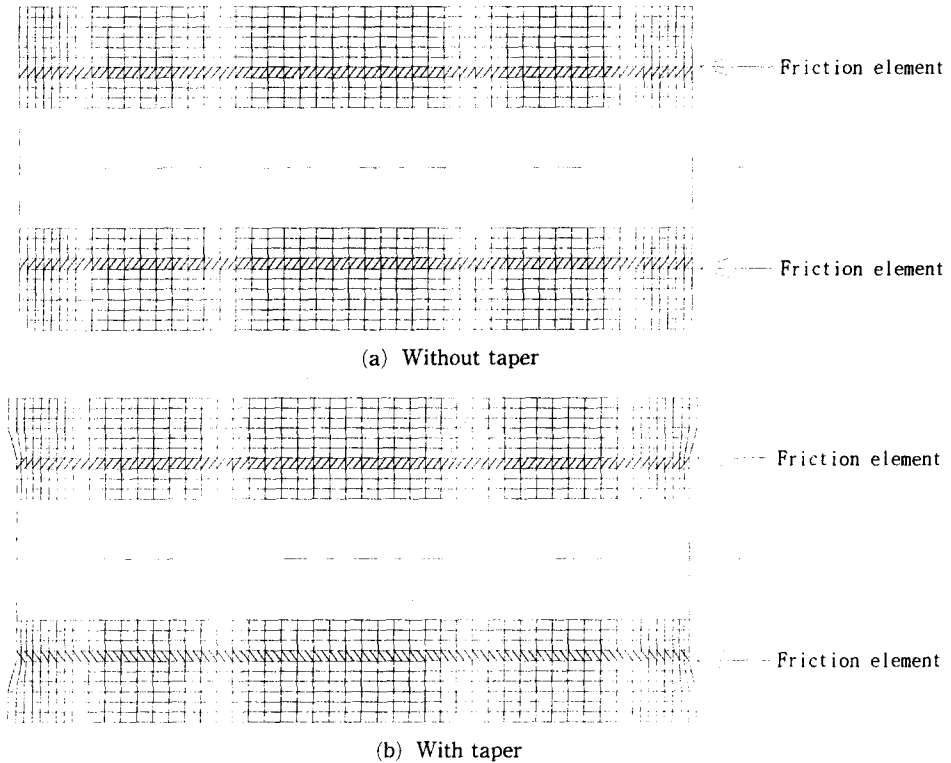 Friction element
Friction element
(a) Without taper
Friction element
Friction element
(b) With taper